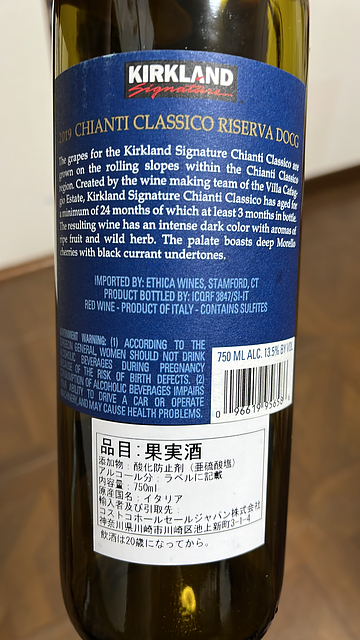 KIRKLAND
Signature
2019 CHIANTI CLASSICO RISERVA DOCG
The grapes for the Kirkland Signature Chianti Classico are
grown on the rolling slopes within the Chianti Classico
region. Created by the wine making team of the Villa Cafag-
gio Estate, Kirkland Signature Chianti Classico has aged for
a minimum of 24 months of which at least 3 months in bottle.
The resulting wine has an intense dark color with aromas of
ripe fruit and wild herb. The palate boasts deep Morello
cherries with black currant undertones.
IMPORTED BY: ETHICA WINES, STAMFORD, CT
PRODUCT BOTTLED BY: ICQRF 3847/SI-IT
RED WINE - PRODUCT OF ITALY - CONTAINS SULFITES
GOVERNMENT WARNING: (1) ACCORDING TO THE
SURGEON GENERAL, WOMEN SHOULD NOT DRINK
ALCOHOLIC BEVERAGES DURING PREGNANCY
BECAUSE OF THE RISK OF BIRTH DEFECTS. (2)
CONSUMPTION OF ALCOHOLIC BEVERAGES IMPAIRS
YOUR ABILITY TO DRIVE A CAR OR OPERATE
MACHINERY, AND MAY CAUSE HEALTH PROBLEMS.
750 ML ALC. 13.5% BY VOL
0 96619 95658
品目：果実酒
添加物：酸化防止剤（亜硫酸塩）
アルコール分：ラベルに記載
内容量：750ml
原産国名：イタリア
輸入者及び引取先：
コストコホールセールジャパン株式会社
神奈川県川崎市川崎区池上新町3-1-4
飲酒は20歳になってから。